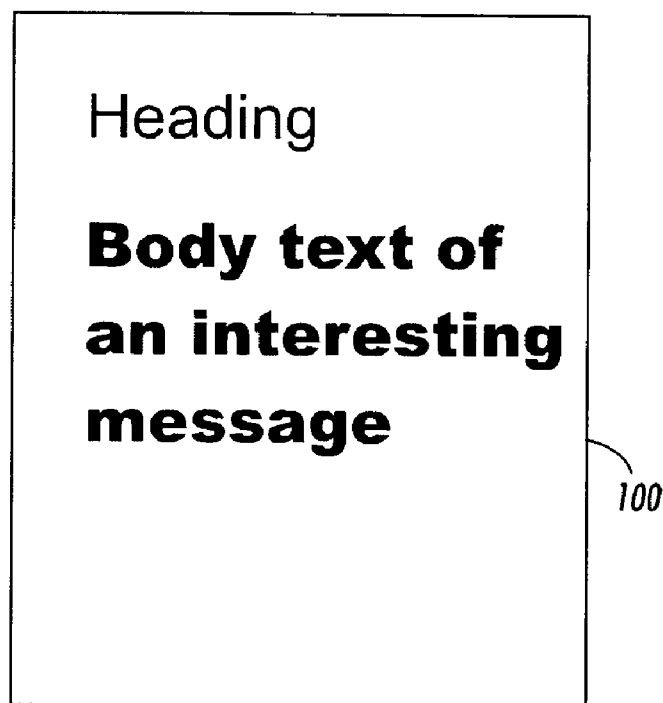 Heading
Body text of
an interesting
message
100